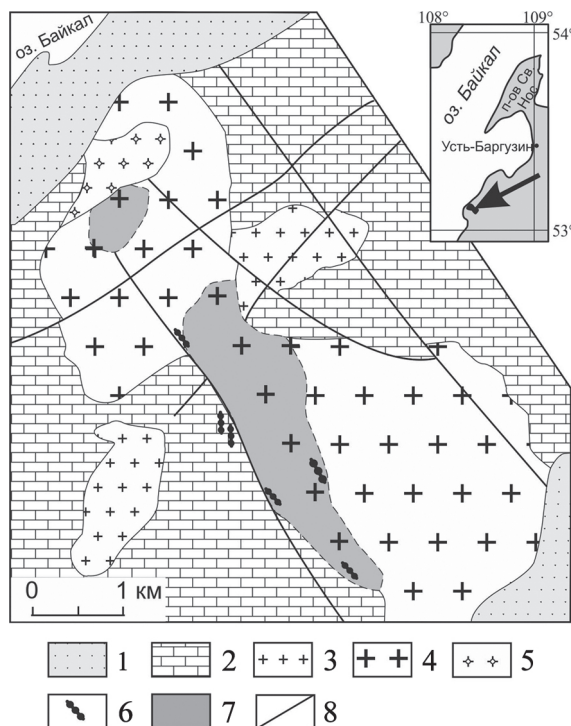 оз. Байкал
108°
109°
54°
оз. Байкал
п-ов Св.
Нос
Усть-Баргузин
53°
0 1 км
1 2 3 4 5
6 7 8